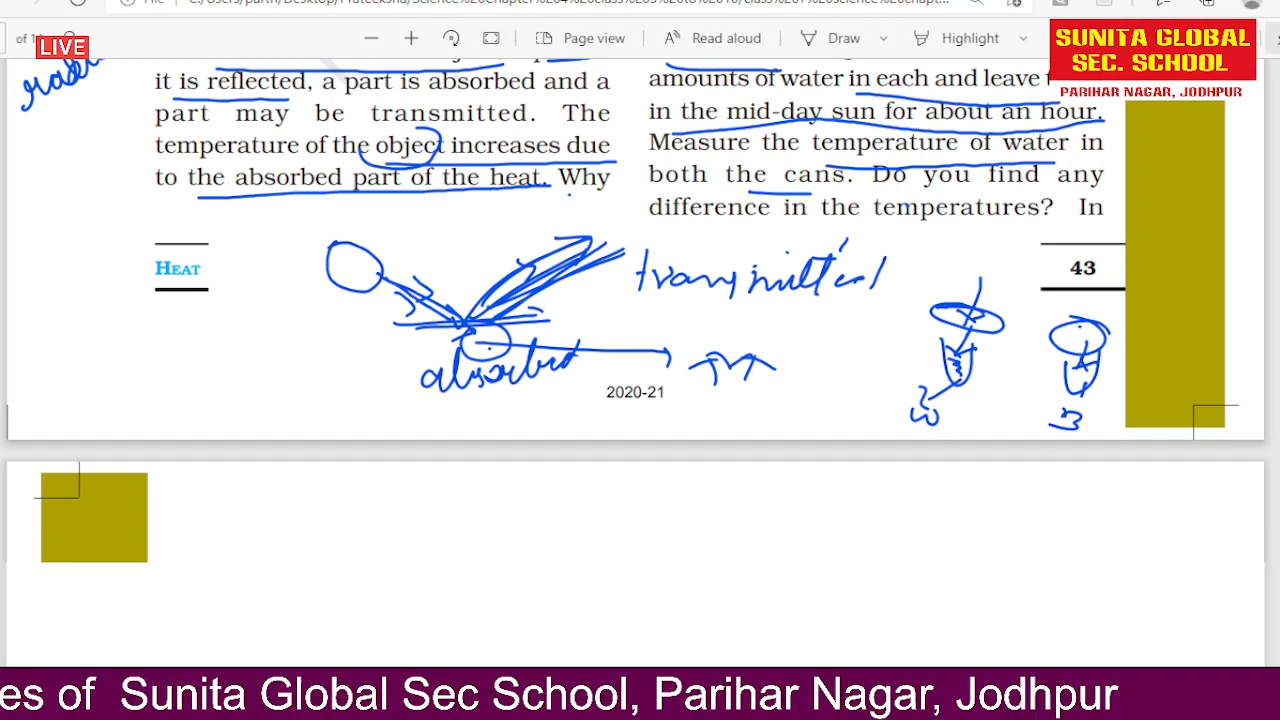 of 1
LIVE
Page view
Read aloud
Draw
Highlight
SUNITA GLOBAL
SEC. SCHOOL
PARIHAR NAGAR, JODHPUR
it is reflected, a part is absorbed and a
part may be transmitted. The
temperature of the object increases due
to the absorbed part of the heat. Why
amounts of water in each and leave
in the mid-day sun for about an hour.
Measure the temperature of water in
both the cans. Do you find any
difference in the temperatures? In
HEAT
43
transmitted
absorbed
2020-21
es of Sunita Global Sec School, Parihar Nagar, Jodhpur